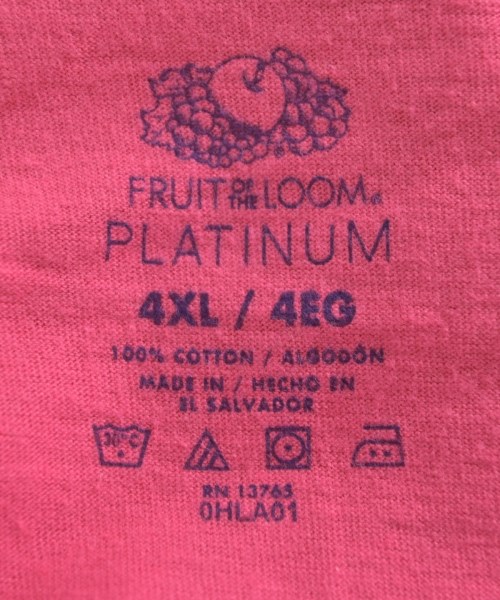 FRUIT OF THE LOOM®
PLATINUM
4XL / 4EG
100% COTTON / ALGODÓN
MADE IN / HECHO EN
EL SALVADOR
30°C
RN 13765
0HLA01